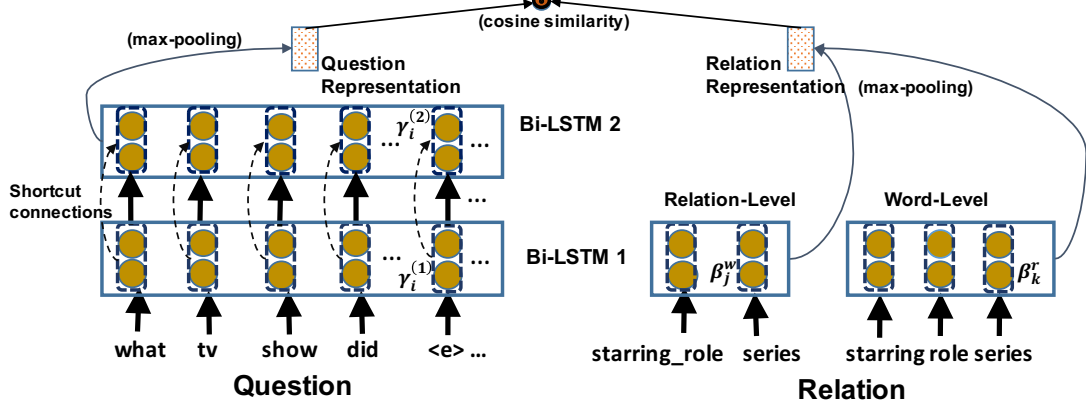 (cosine similarity)
(max-pooling)
Question
Representation
Relation
Representation
(max-pooling)
γ_i^(2)
... ...
Bi-LSTM 2
Shortcut
connections
...
Relation-Level
Word-Level
... ...
γ_i^(1)
Bi-LSTM 1
β_j^w
β_k^r
what tv show did <e> ...
starring_role series
starring role series
Question
Relation